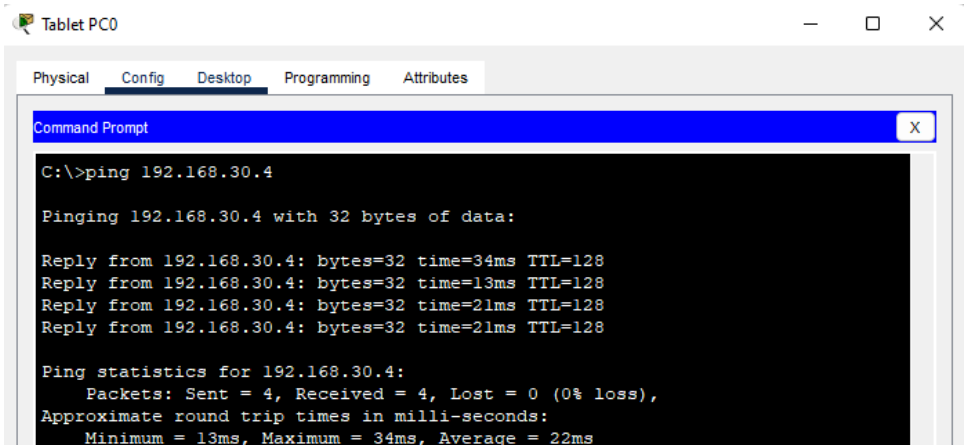 Tablet PC0
Physical Config Desktop Programming Attributes
Command Prompt X
C:\>ping 192.168.30.4
Pinging 192.168.30.4 with 32 bytes of data:
Reply from 192.168.30.4: bytes=32 time=34ms TTL=128
Reply from 192.168.30.4: bytes=32 time=13ms TTL=128
Reply from 192.168.30.4: bytes=32 time=21ms TTL=128
Reply from 192.168.30.4: bytes=32 time=21ms TTL=128
Ping statistics for 192.168.30.4:
Packets: Sent = 4, Received = 4, Lost = 0 (0% loss),
Approximate round trip times in milli-seconds:
Minimum = 13ms, Maximum = 34ms, Average = 22ms